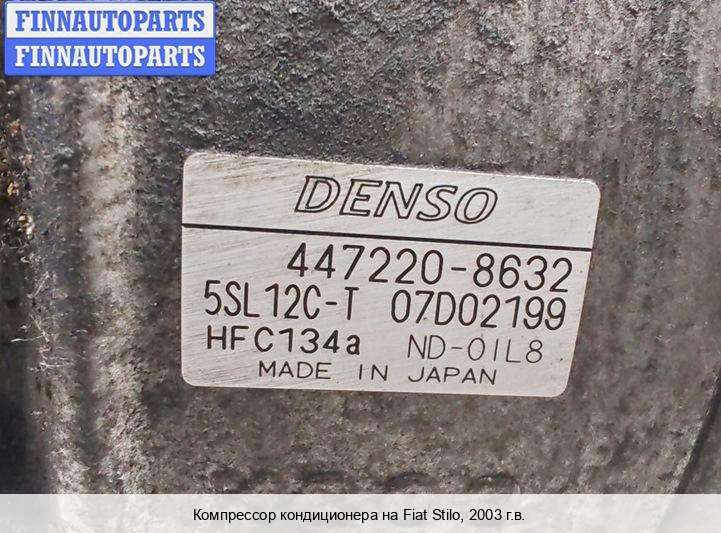 FINNAUTOPARTS
FINNAUTOPARTS
DENSO
447220-8632
5SL12C-T 07D02199
HFC134a ND-OIL8
MADE IN JAPAN
Компрессор кондиционера на Fiat Stilo, 2003 г.в.